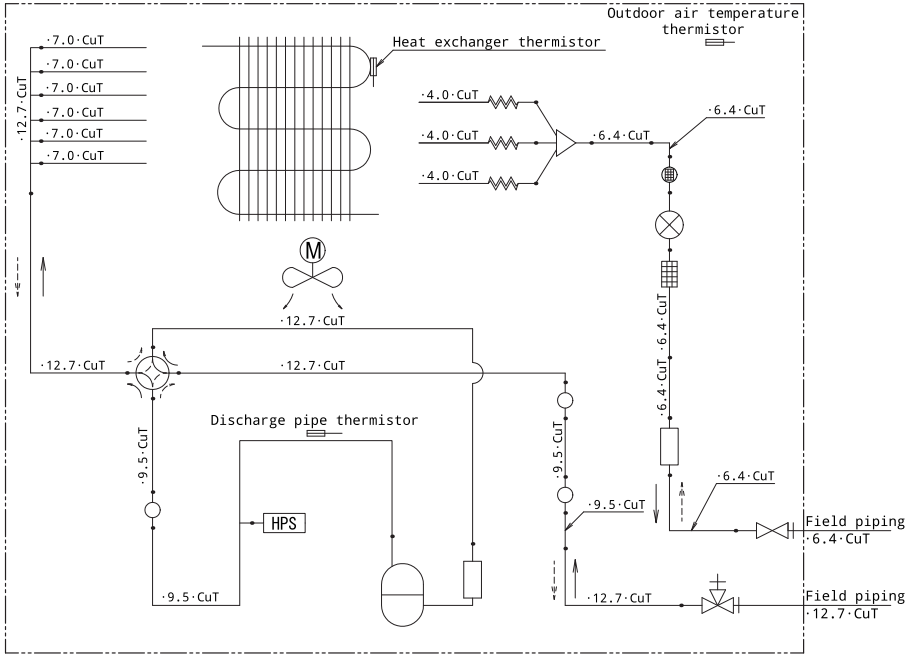 Outdoor air temperature
thermistor
·7.0·CuT
·7.0·CuT
·7.0·CuT
·7.0·CuT
·7.0·CuT
·7.0·CuT
·12.7·CuT
Heat exchanger thermistor
·4.0·CuT
·4.0·CuT
·4.0·CuT
·6.4·CuT
·6.4·CuT
M
·12.7·CuT
·12.7·CuT
·12.7·CuT
·6.4·CuT
·6.4·CuT
Discharge pipe thermistor
·9.5·CuT
·9.5·CuT
HPS
·9.5·CuT
·6.4·CuT
·9.5·CuT
Field piping
·6.4·CuT
·12.7·CuT
Field piping
·12.7·CuT